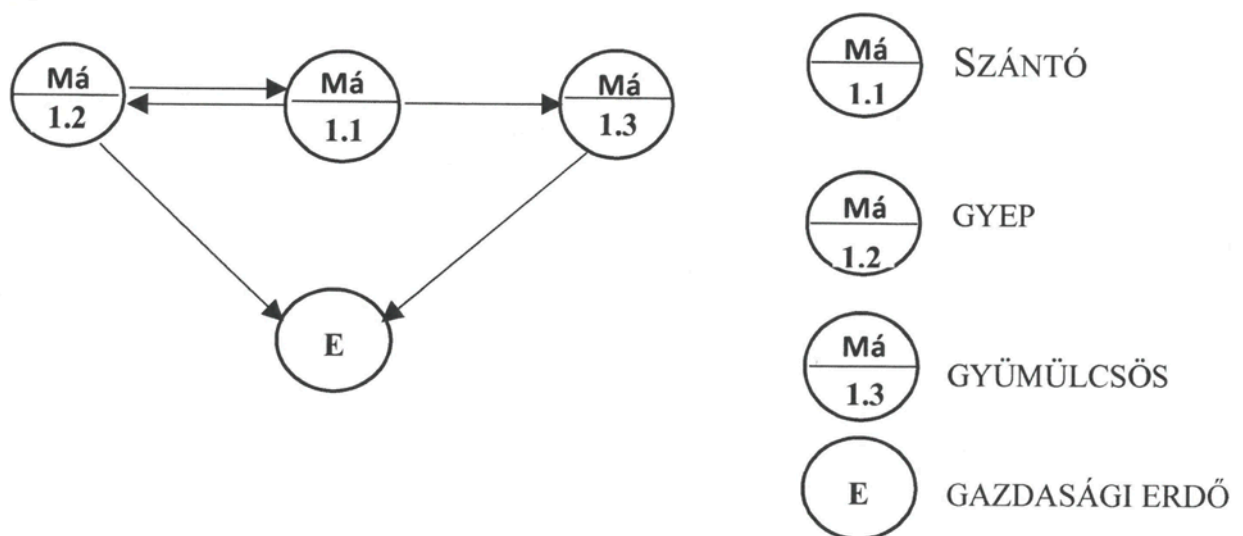 Má
1.2
Má
1.1
Má
1.3
E
Má
1.1
SZÁNTÓ
Má
1.2
GYEP
Má
1.3
GYÜMÜLCSÖS
E
GAZDASÁGI ERDŐ